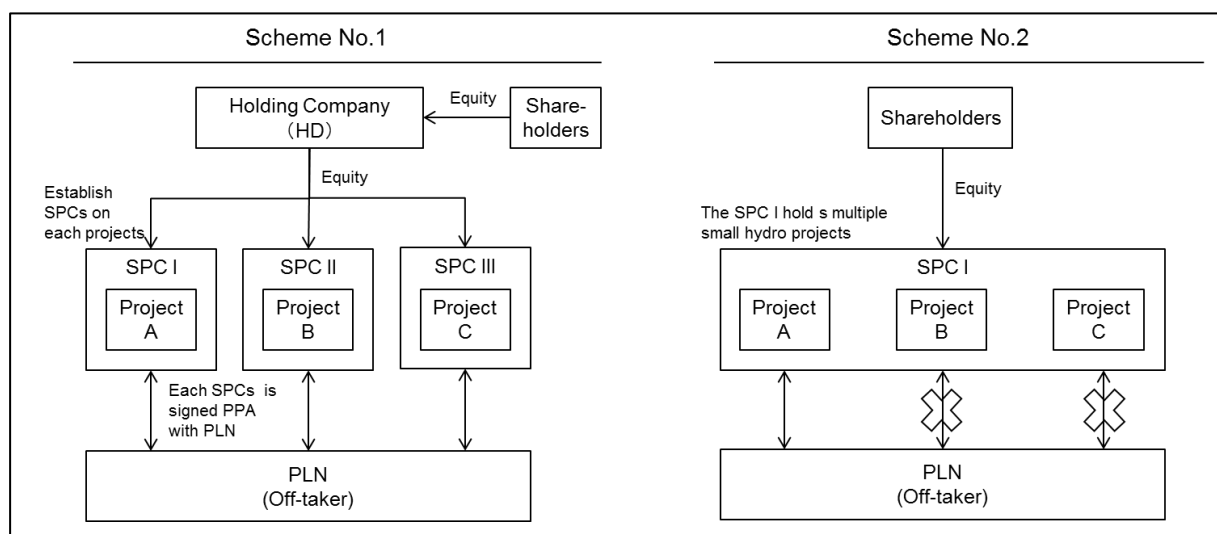 Scheme No.1
Holding Company
(HD)
Equity
Share-
holders
Equity
Establish
SPCs on
each projects
SPC I
Project
A
SPC II
Project
B
SPC III
Project
C
Each SPCs is
signed PPA
with PLN
PLN
(Off-taker)
Scheme No.2
Shareholders
Equity
The SPC I hold s multiple
small hydro projects
SPC I
Project
A
Project
B
Project
C
PLN
(Off-taker)